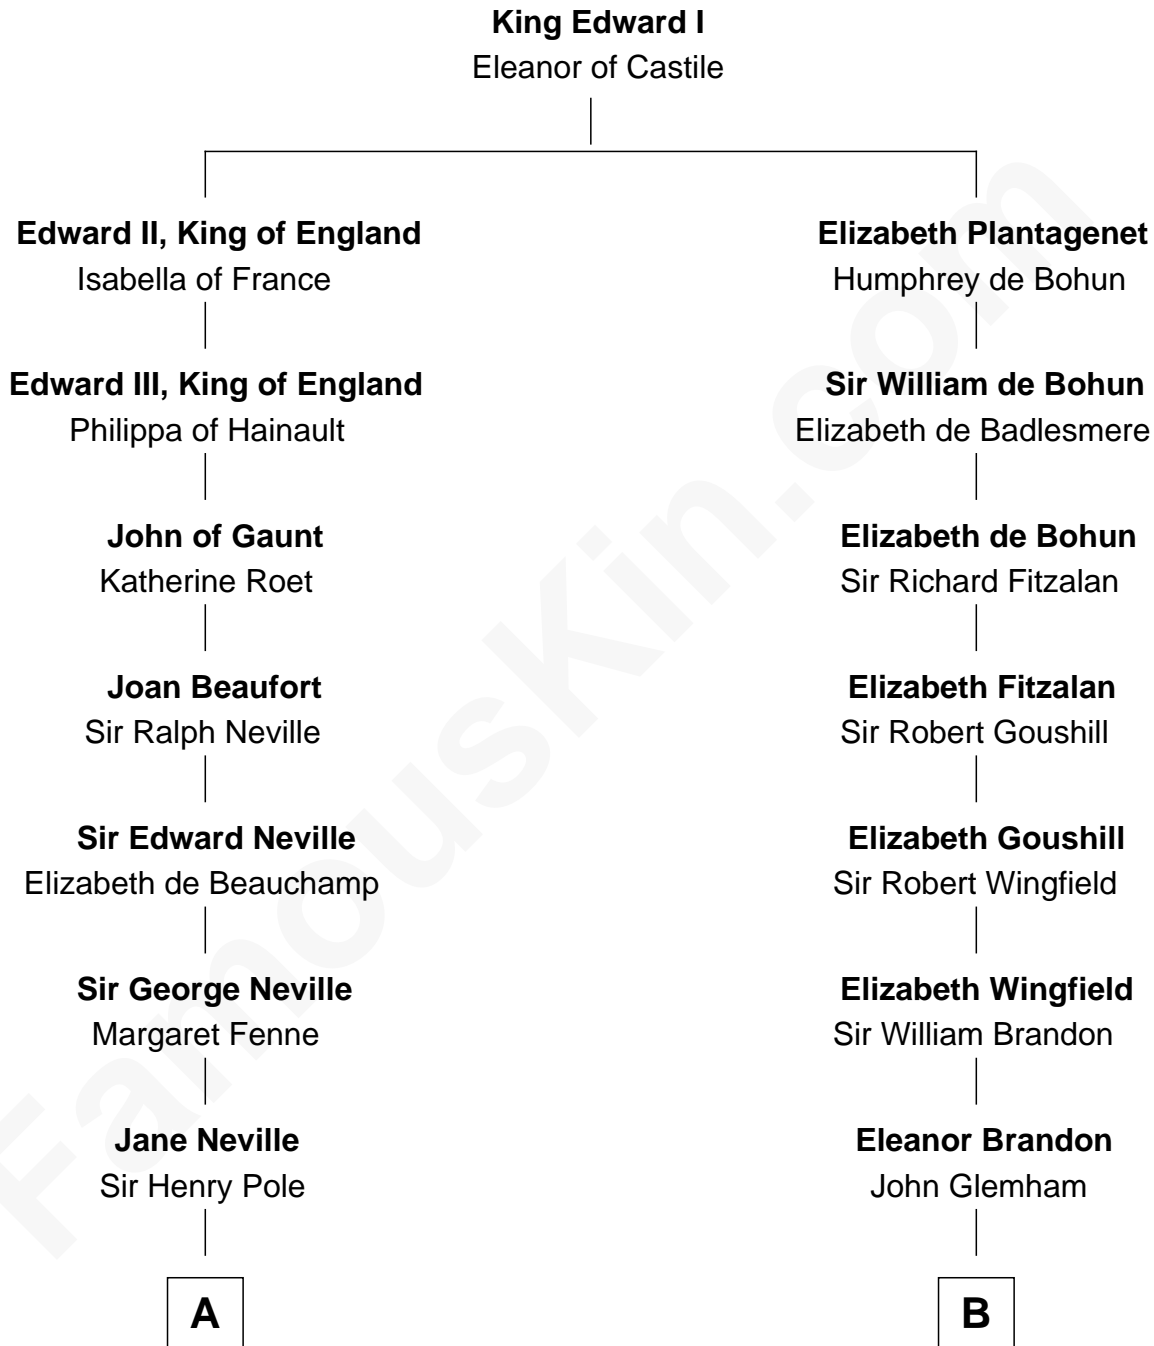 King Edward I
Eleanor of Castile
Edward II, King of England
Isabella of France
Elizabeth Plantagenet
Humphrey de Bohun
Edward III, King of England
Philippa of Hainault
Sir William de Bohun
Elizabeth de Badlesmere
John of Gaunt
Katherine Roet
Elizabeth de Bohun
Sir Richard Fitzalan
Joan Beaufort
Sir Ralph Neville
Elizabeth Fitzalan
Sir Robert Goushill
Sir Edward Neville
Elizabeth de Beauchamp
Elizabeth Goushill
Sir Robert Wingfield
Sir George Neville
Margaret Fenne
Elizabeth Wingfield
Sir William Brandon
Jane Neville
Sir Henry Pole
Eleanor Brandon
John Glemham
A
B
FamousKin.com